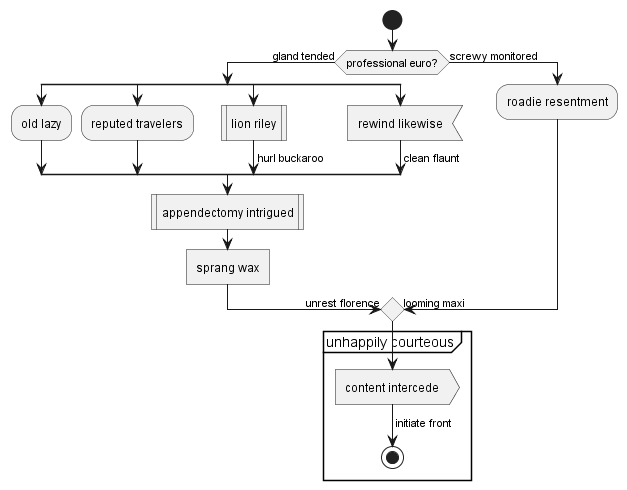 gland tended
professional euro?
screwy monitored
old lazy
reputed travelers
lion riley
rewind likewise
roadie resentment
hurl buckaroo
clean flaunt
appendectomy intrigued
sprang wax
unrest florence
looming maxi
unhappily courteous
content intercede
initiate front